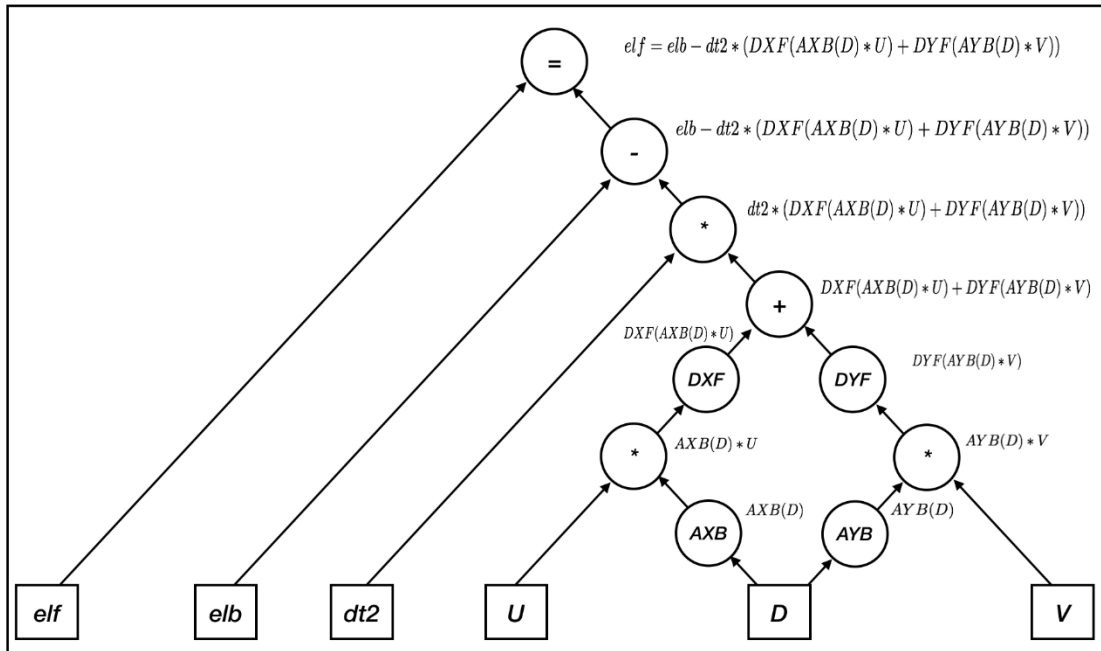 = elf = elb − dt2 * (DXF(AXB(D) * U) + DYF(AYB(D) * V))
- elb − dt2 * (DXF(AXB(D) * U) + DYF(AYB(D) * V))
* dt2 * (DXF(AXB(D) * U) + DYF(AYB(D) * V))
+ DXF(AXB(D) * U) + DYF(AYB(D) * V)
DXF(AXB(D) * U)
DXF DYF DYF(AYB(D) * V)
* AXB(D) * U * AYB(D) * V
AXB AXB(D) AYB AYB(D)
elf elb dt2 U D V